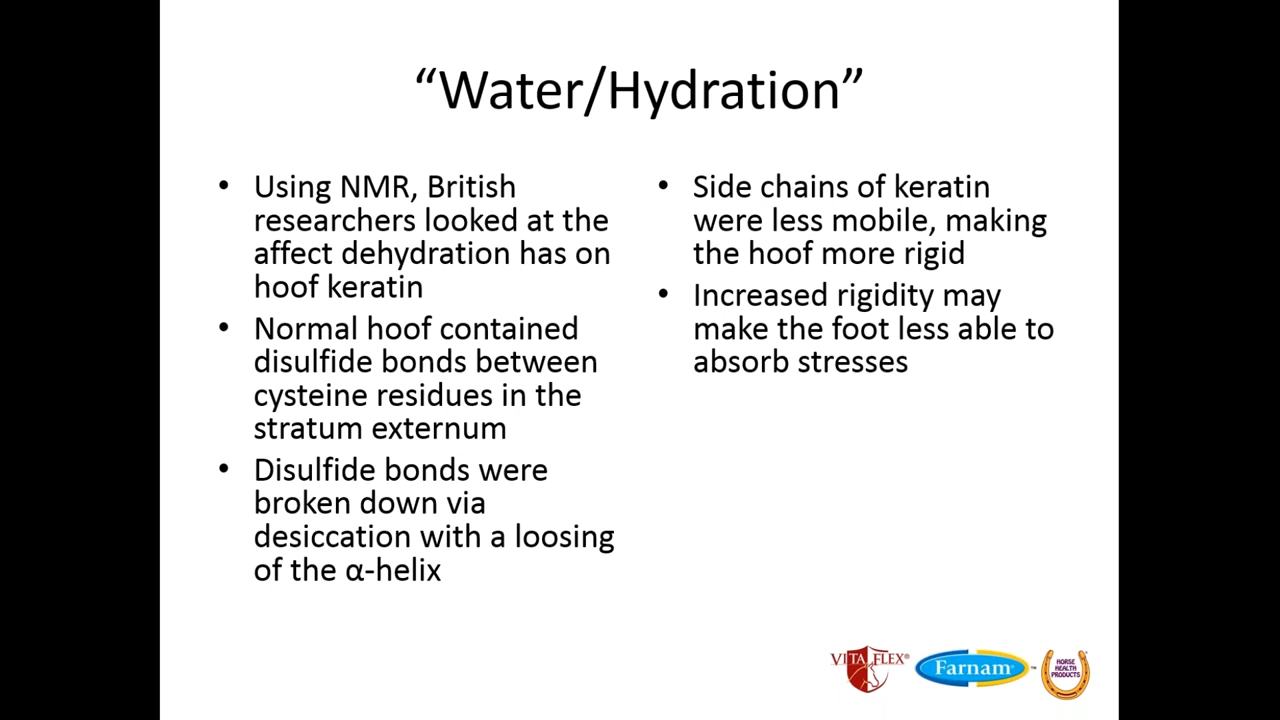 “Water/Hydration”
• Using NMR, British
researchers looked at the
affect dehydration has on
hoof keratin
• Normal hoof contained
disulfide bonds between
cysteine residues in the
stratum externum
• Disulfide bonds were
broken down via
desiccation with a loosing
of the α-helix
• Side chains of keratin
were less mobile, making
the hoof more rigid
• Increased rigidity may
make the foot less able to
absorb stresses
VITA FLEX®
Farnam™
HORSE
HEALTH
PRODUCTS